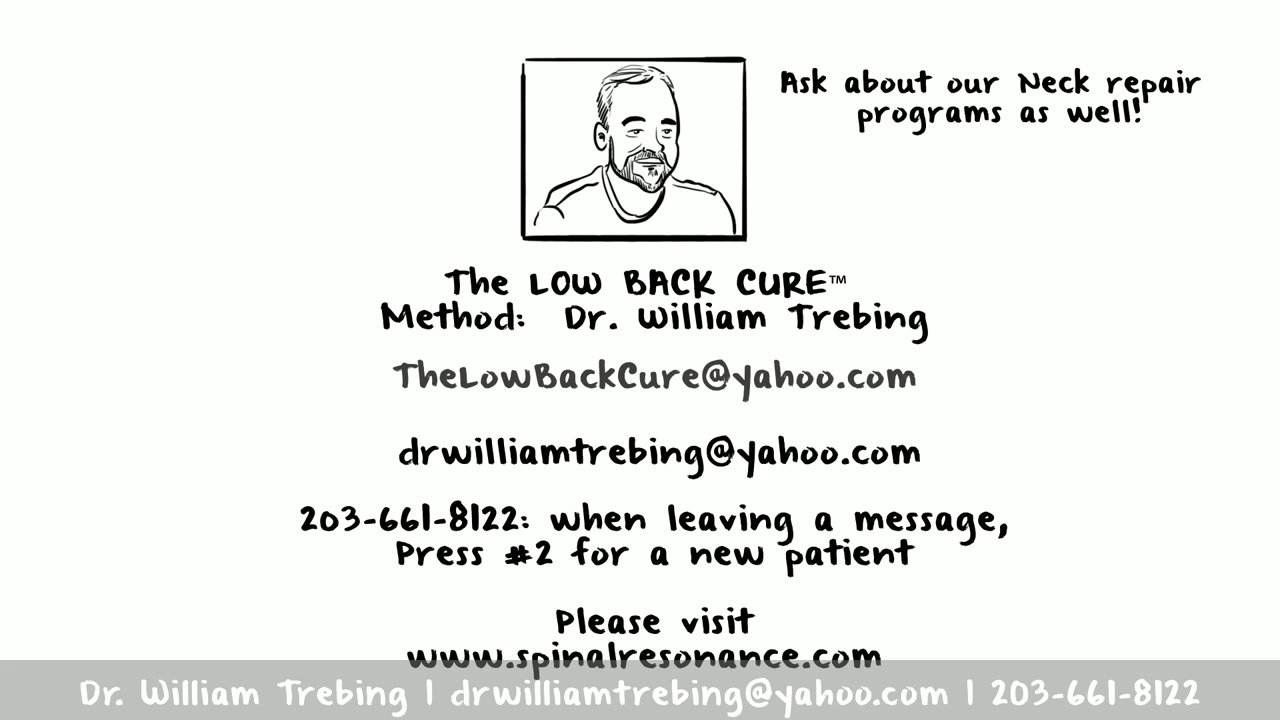 Ask about our Neck repair
programs as well!
The LOW BACK CURE™
Method: Dr. William Trebing
TheLowBackCure@yahoo.com
drwilliamtrebing@yahoo.com
203-661-8122: when leaving a message,
Press #2 for a new patient
Please visit
www.spinalresonance.com
Dr. William Trebing | drwilliamtrebing@yahoo.com | 203-661-8122